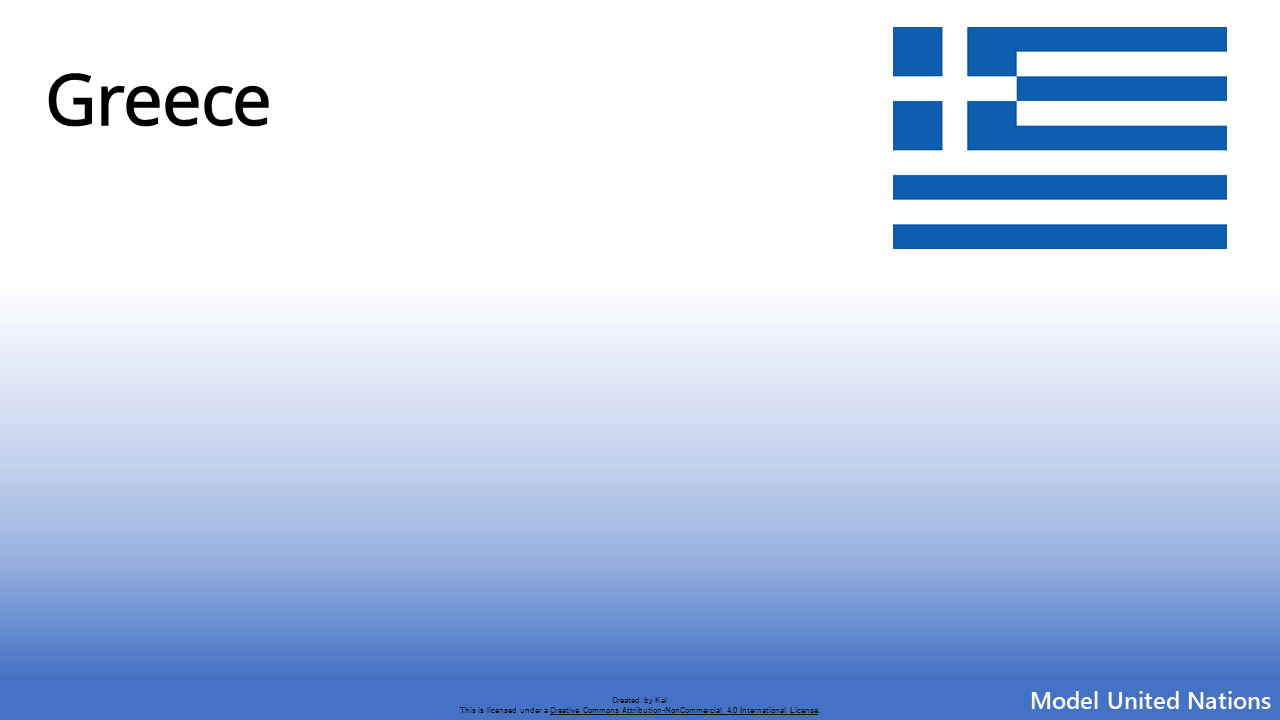 Greece
Created by Kai
This is licensed under a Creative Commons Attribution-NonCommercial 4.0 International License.
Model United Nations